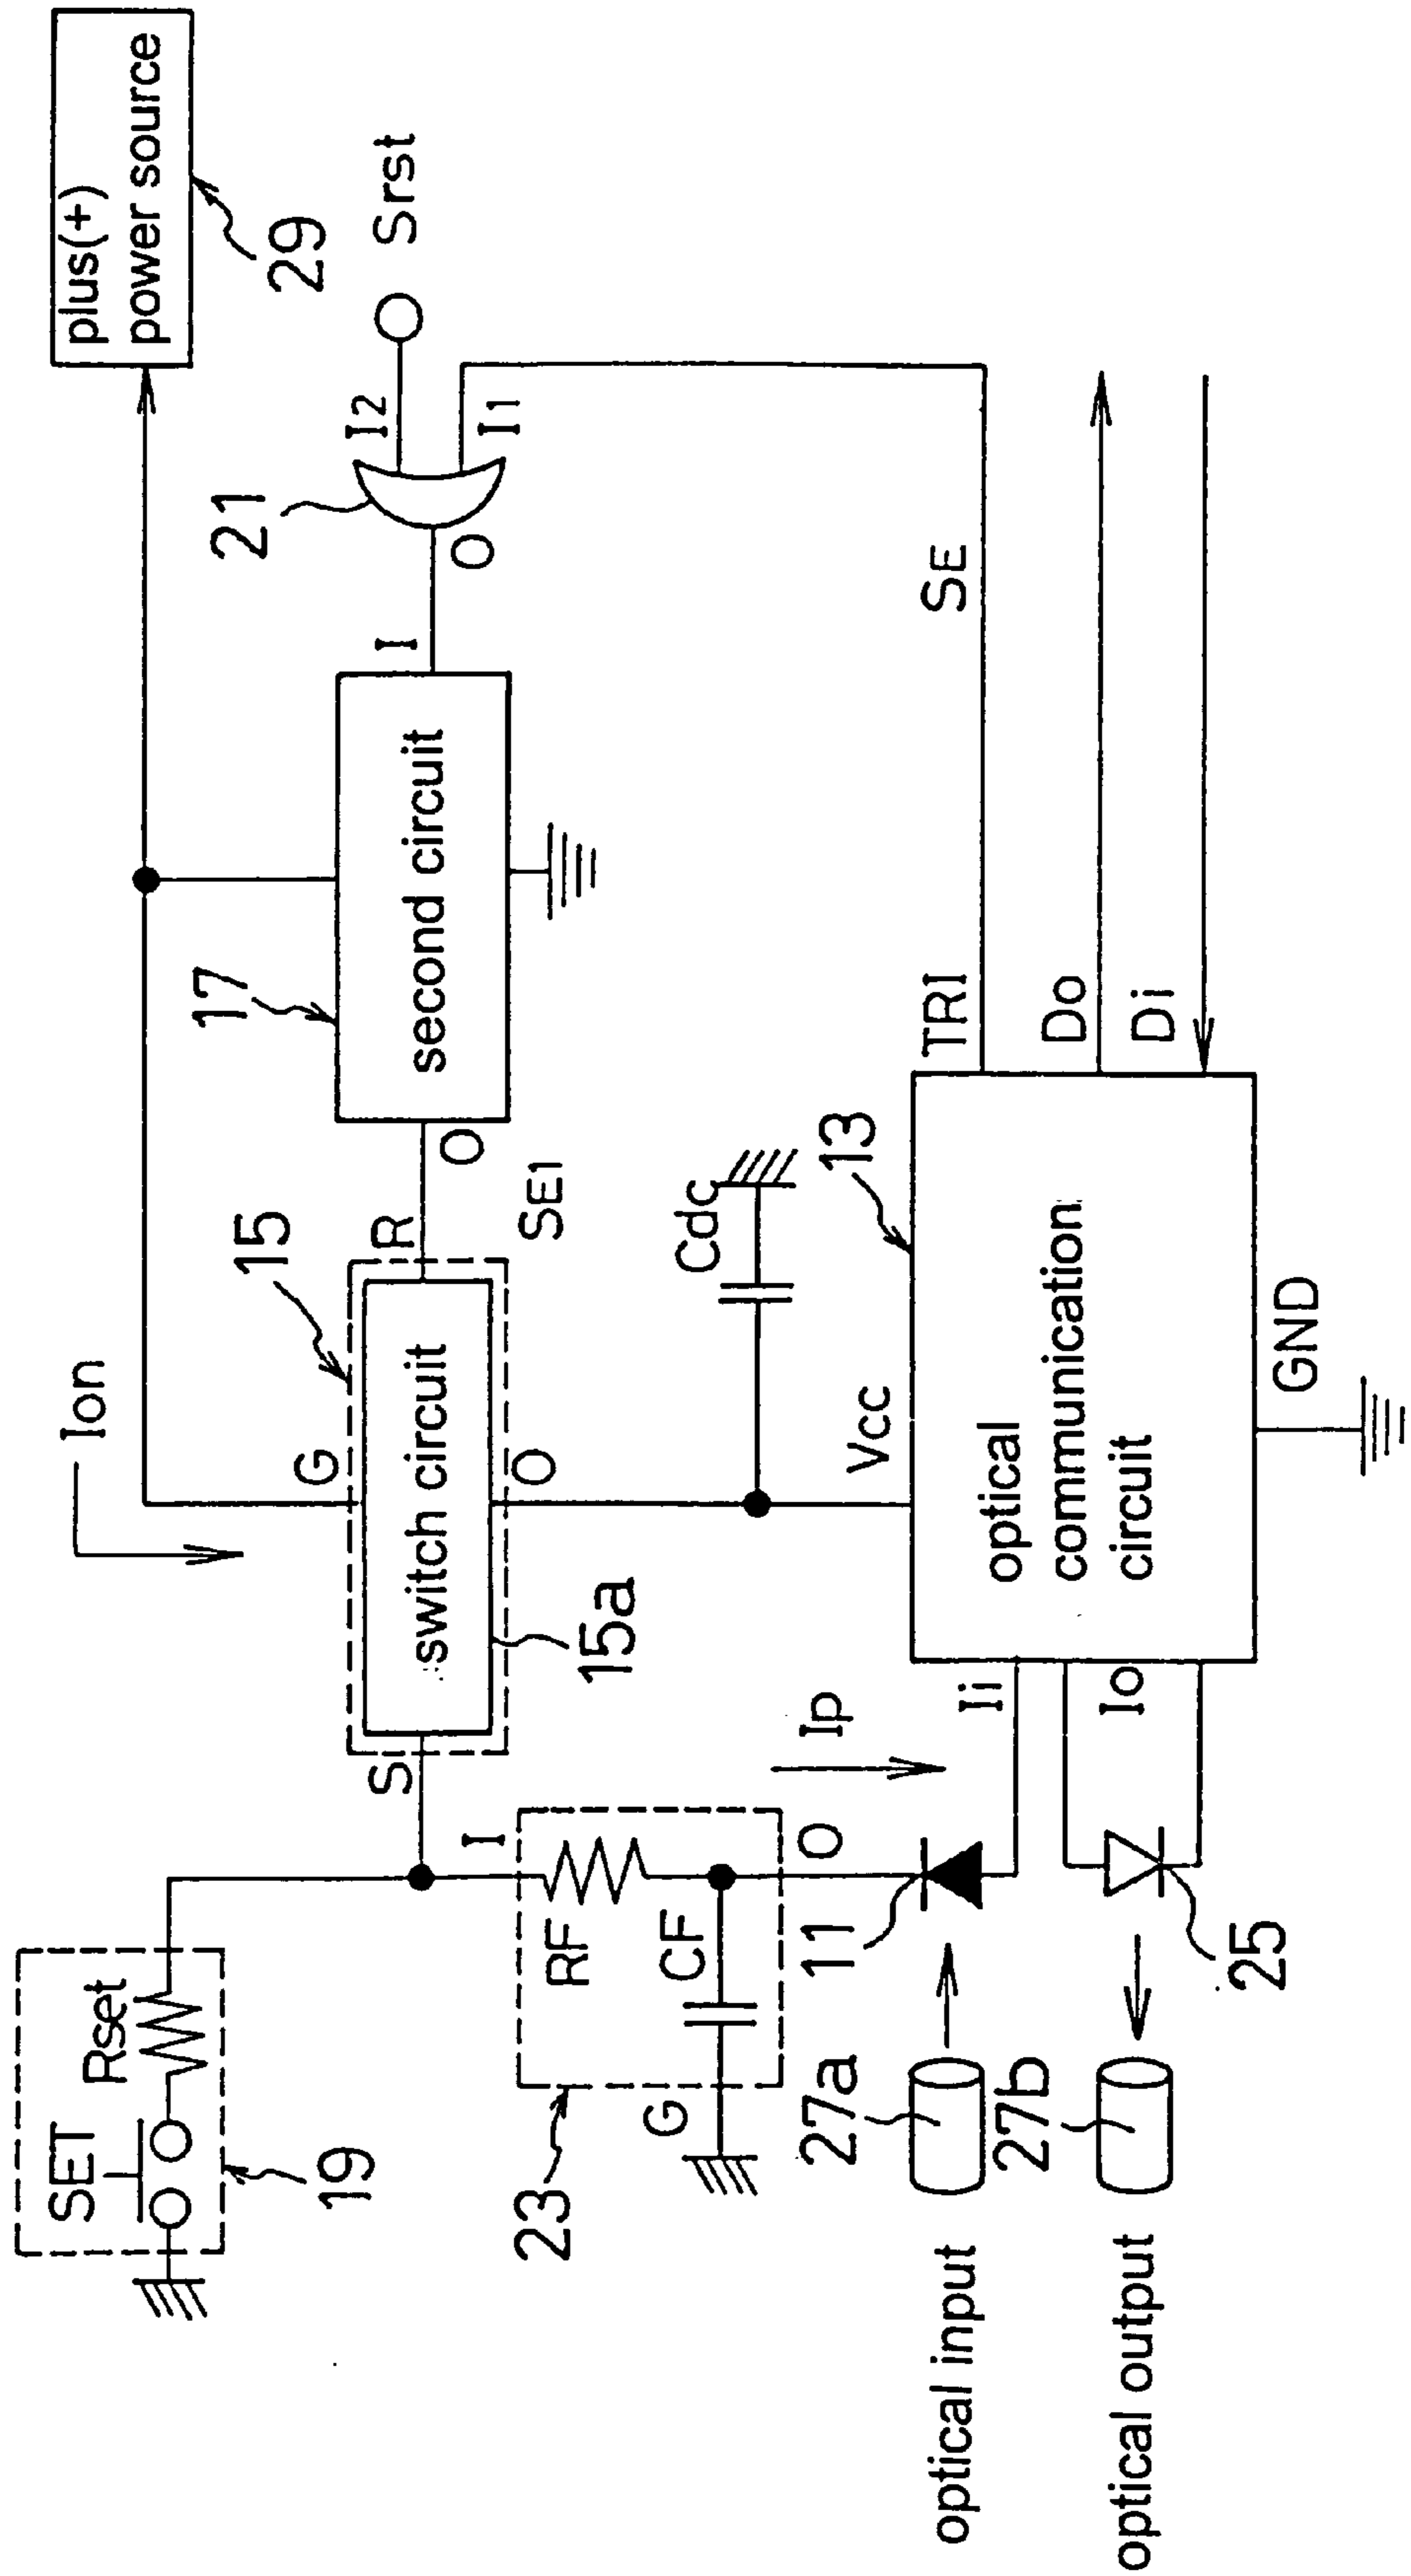 plus(+)
power source
29
Ion
Srst
I2
I1
21
O
I
second circuit
17
O
SE1
R
15
G
switch circuit
15a
O
S
SET
Rset
19
I
RF
CF
G
O
23
Cdc
Ip
Vcc
13
SE
TRI
Do
Di
optical
communication
circuit
GND
Ii
Io
11
25
27a
27b
optical input
optical output